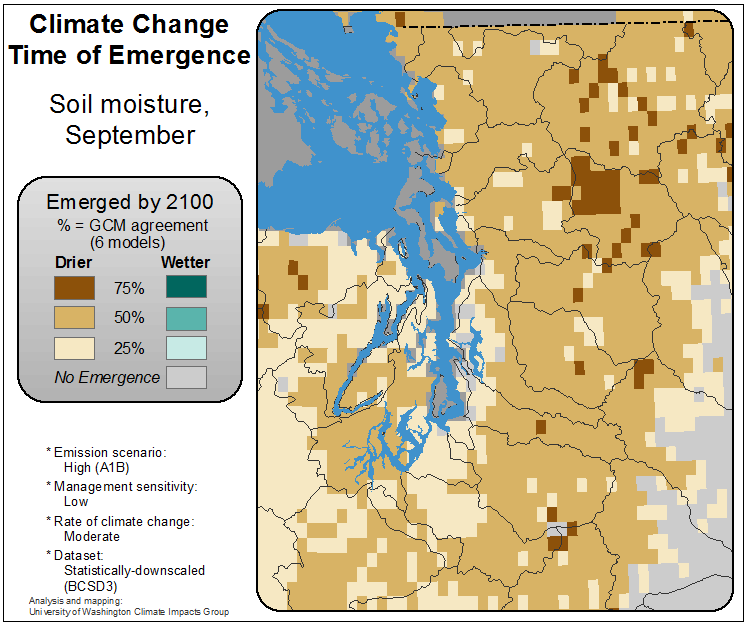 Climate Change
Time of Emergence
Soil moisture,
September
Emerged by 2100
% = GCM agreement
(6 models)
Drier Wetter
75%
50%
25%
No Emergence
* Emission scenario:
High (A1B)
* Management sensitivity:
Low
* Rate of climate change:
Moderate
* Dataset:
Statistically-downscaled
(BCSD3)
Analysis and mapping:
University of Washington Climate Impacts Group